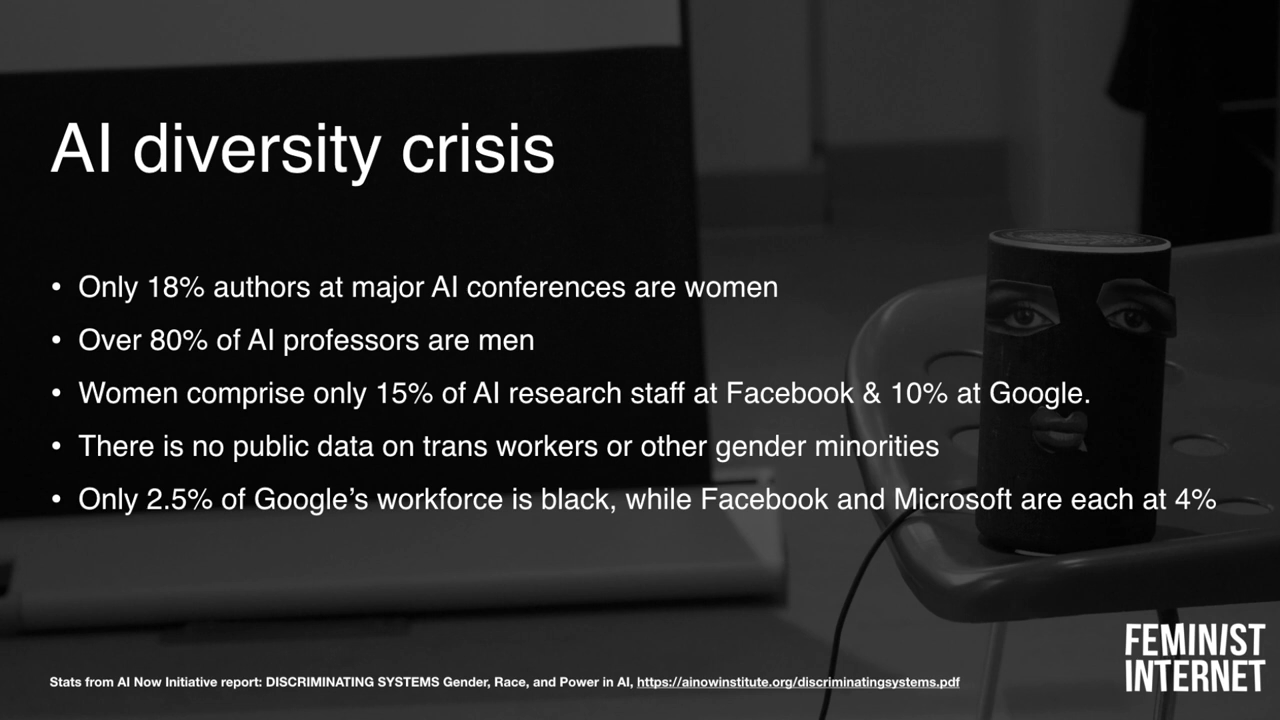 AI diversity crisis
• Only 18% authors at major AI conferences are women
• Over 80% of AI professors are men
• Women comprise only 15% of AI research staff at Facebook & 10% at Google.
• There is no public data on trans workers or other gender minorities
• Only 2.5% of Google’s workforce is black, while Facebook and Microsoft are each at 4%
Stats from AI Now Initiative report: DISCRIMINATING SYSTEMS Gender, Race, and Power in AI, https://ainowinstitute.org/discriminatingsystems.pdf
FEMINIST
INTERNET